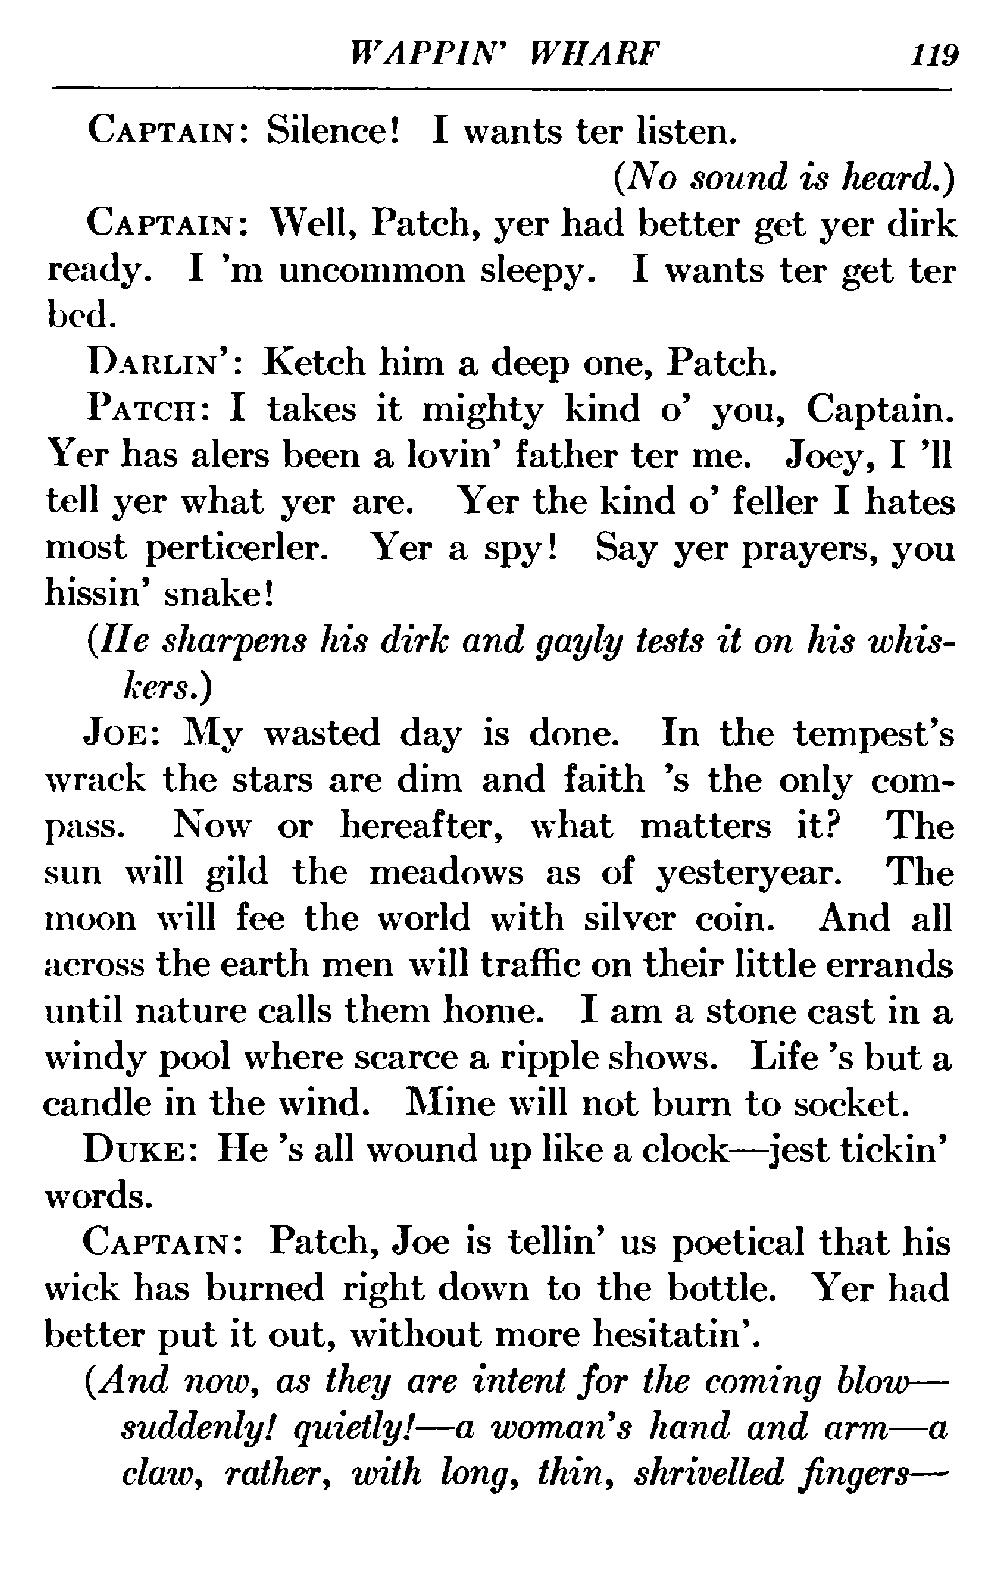 WAPPIN' WHARF 119
CAPTAIN: Silence! I wants ter listen.
(No sound is heard.)
CAPTAIN: Well, Patch, yer had better get yer dirk
ready. I 'm uncommon sleepy. I wants ter get ter
bed.
DARLIN': Ketch him a deep one, Patch.
PATCH: I takes it mighty kind o' you, Captain.
Yer has alers been a lovin' father ter me. Joey, I 'll
tell yer what yer are. Yer the kind o' feller I hates
most perticerler. Yer a spy! Say yer prayers, you
hissin' snake!
(He sharpens his dirk and gayly tests it on his whis-
kers.)
JOE: My wasted day is done. In the tempest's
wrack the stars are dim and faith 's the only com-
pass. Now or hereafter, what matters it? The
sun will gild the meadows as of yesteryear. The
moon will fee the world with silver coin. And all
across the earth men will traffic on their little errands
until nature calls them home. I am a stone cast in a
windy pool where scarce a ripple shows. Life 's but a
candle in the wind. Mine will not burn to socket.
DUKE: He 's all wound up like a clock—jest tickin'
words.
CAPTAIN: Patch, Joe is tellin' us poetical that his
wick has burned right down to the bottle. Yer had
better put it out, without more hesitatin'.
(And now, as they are intent for the coming blow—
suddenly! quietly!—a woman's hand and arm—a
claw, rather, with long, thin, shrivelled fingers—